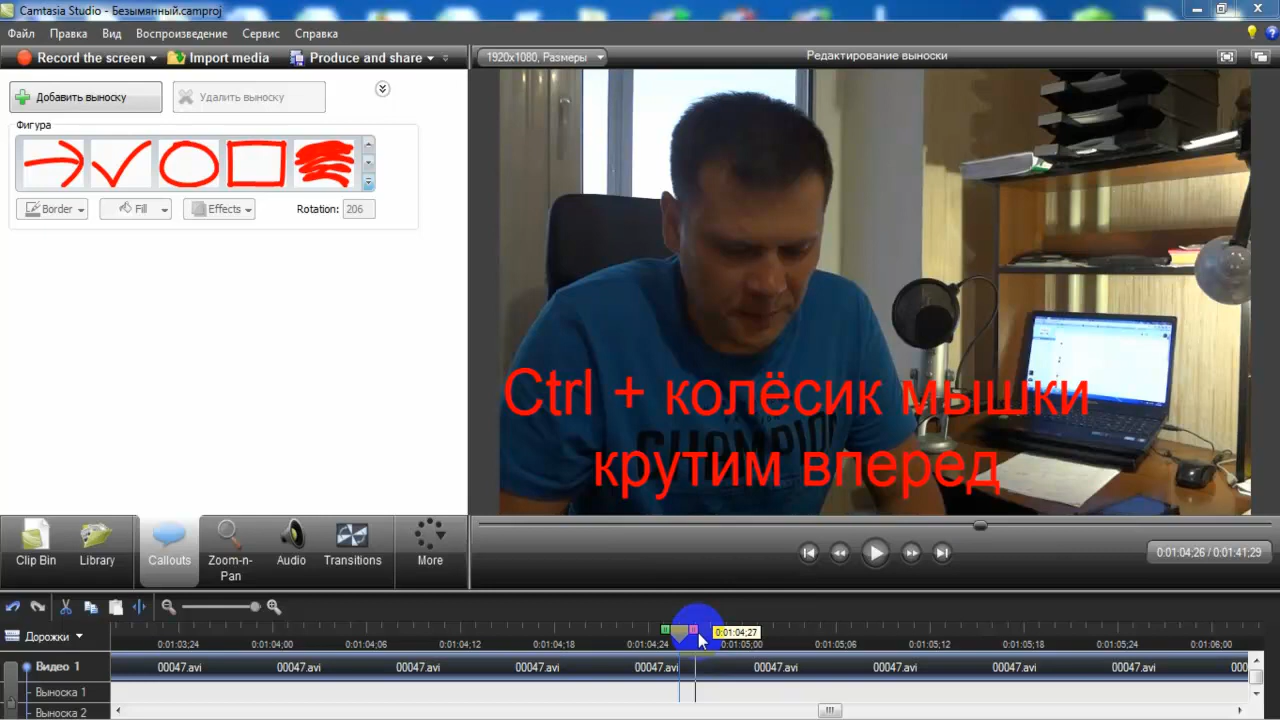 Camtasia Studio - Безымянный.camproj
Файл Правка Вид Воспроизведение Сервис Справка
Record the screen Import media Produce and share
1920x1080, Размеры
Редактирование выноски
Добавить выноску
Удалить выноску
Фигура
Border Fill Effects Rotation: 206
CHAMPION
Ctrl + колёсик мышки
крутим вперед
Clip Bin Library Callouts Zoom-n-Pan Audio Transitions More
0:01:04;26 / 0:01:41;29
0:01:04;27
Дорожки
0:01:03;24 0:01:04;00 0:01:04;06 0:01:04;12 0:01:04;18 0:01:04;24 0:01:05;00 0:01:05;06 0:01:05;12 0:01:05;18 0:01:05;24 0:01:06;00
Видео 1 00047.avi 00047.avi 00047.avi 00047.avi 00047.avi 00047.avi 00047.avi 00047.avi 00047.avi 000
Выноска 1
Выноска 2